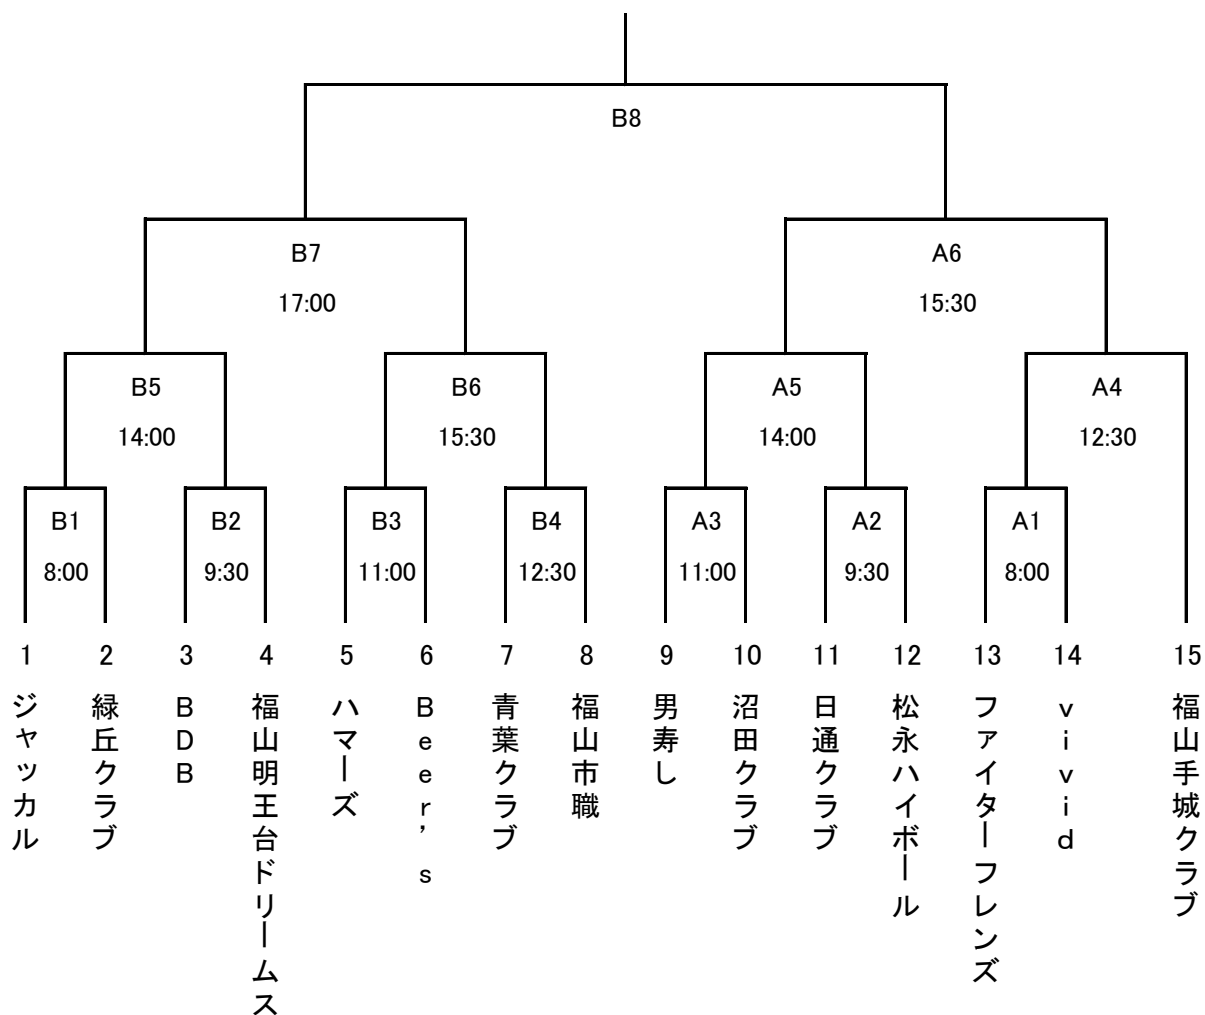 B8
B7
A6
17:00
15:30
B5
B6
A5
A4
14:00
15:30
14:00
12:30
B1
B2
B3
B4
A3
A2
A1
8:00
9:30
11:00
12:30
11:00
9:30
8:00
1
2
3
4
5
6
7
8
9
10
11
12
13
14
15
ジャッカル
緑丘クラブ
BDB
福山明王台ドリームス
ハマーズ
Beer's
青葉クラブ
福山市職
男寿し
沼田クラブ
日通クラブ
松永ハイボール
ファイターフレンズ
vivid
福山手城クラブ